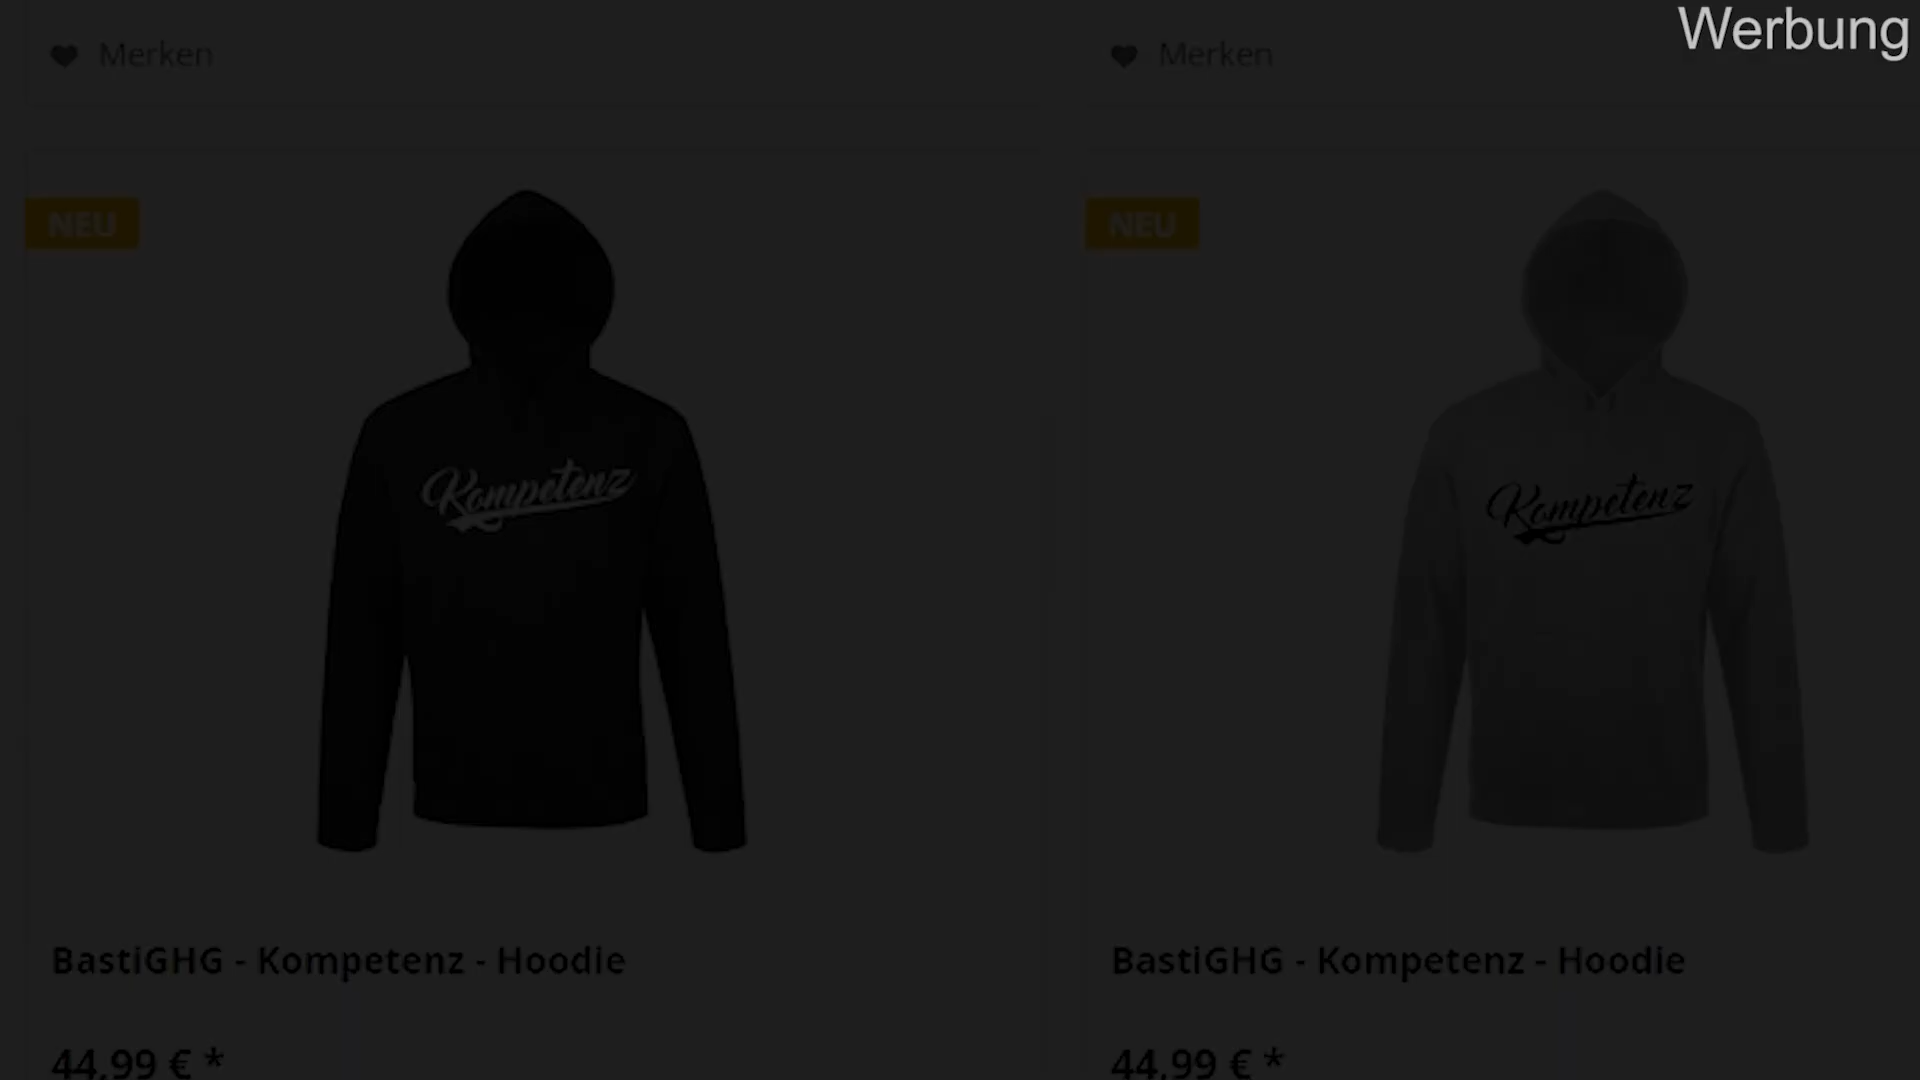 Werbung
Merken
Merken
NEU
NEU
Kompetenz
Kompetenz
BastiGHG - Kompetenz - Hoodie
BastiGHG - Kompetenz - Hoodie
44,99 € *
44,99 € *